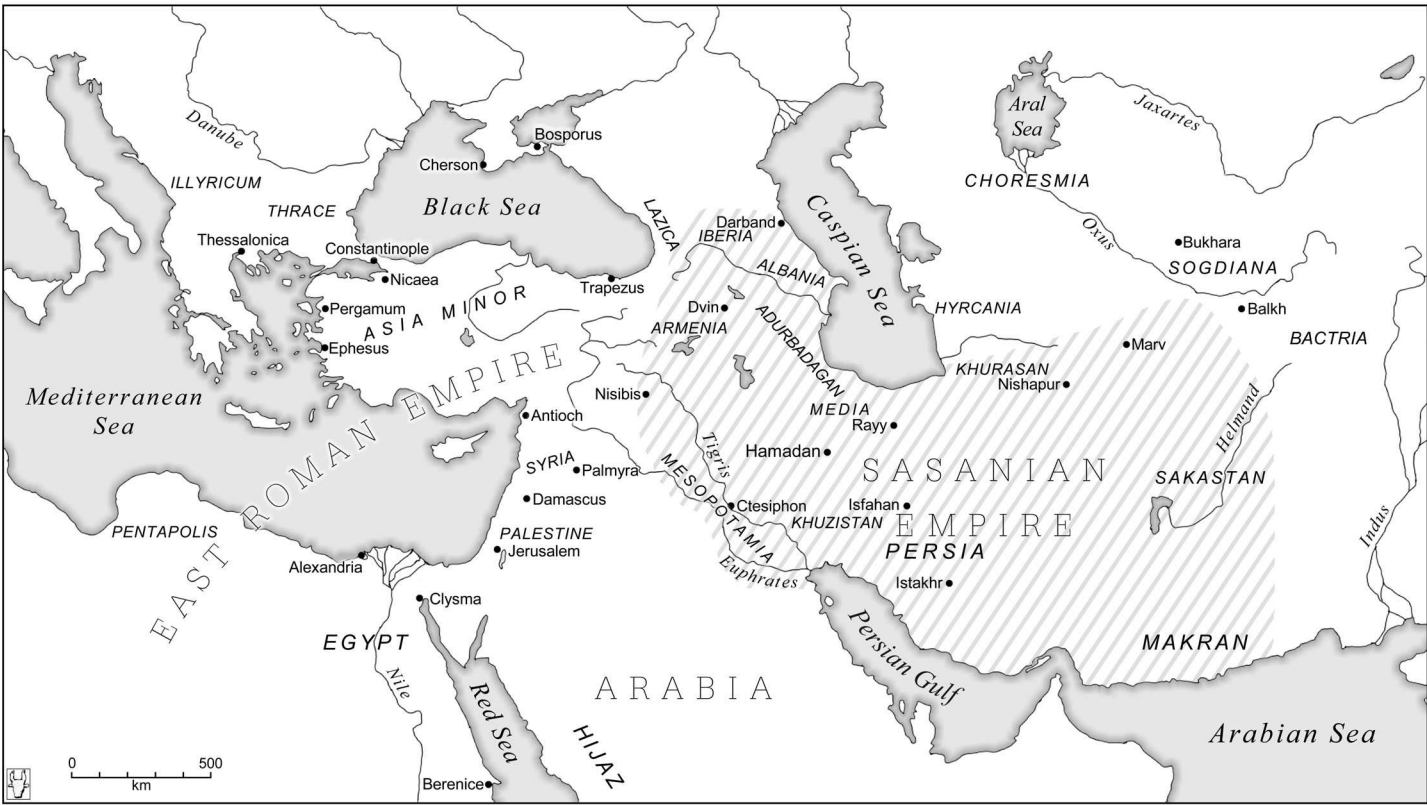 Danube
Bosporus
Cherson
ILLYRICUM
THRACE
Black Sea
LAZICA
Darband
IBERIA
ALBANIA
Caspian Sea
Aral
Sea
Jaxartes
CHORESMIA
Oxus
Bukhara
SOGDIANA
Balkh
BACTRIA
Thessalonica
Constantinople
Nicaea
Trapezus
Pergamum
ASIA MINOR
Ephesus
Dvin
ARMENIA
ADURBADAGAN
HYRCANIA
Marv
KHURASAN
Nishapur
Mediterranean
Sea
EAST ROMAN EMPIRE
Antioch
Nisibis
MEDIA
Rayy
Hamadan
Tigris
SYRIA
Palmyra
Damascus
MESOPOTAMIA
Ctesiphon
SASANIAN
EMPIRE
Isfahan
KHUZISTAN
PERSIA
Helmand
SAKASTAN
Indus
PENTAPOLIS
PALESTINE
Jerusalem
Alexandria
Euphrates
Istakhr
Clysma
EGYPT
Nile
Red Sea
ARABIA
HIJAZ
Persian Gulf
MAKRAN
Arabian Sea
Berenice
0 500
km